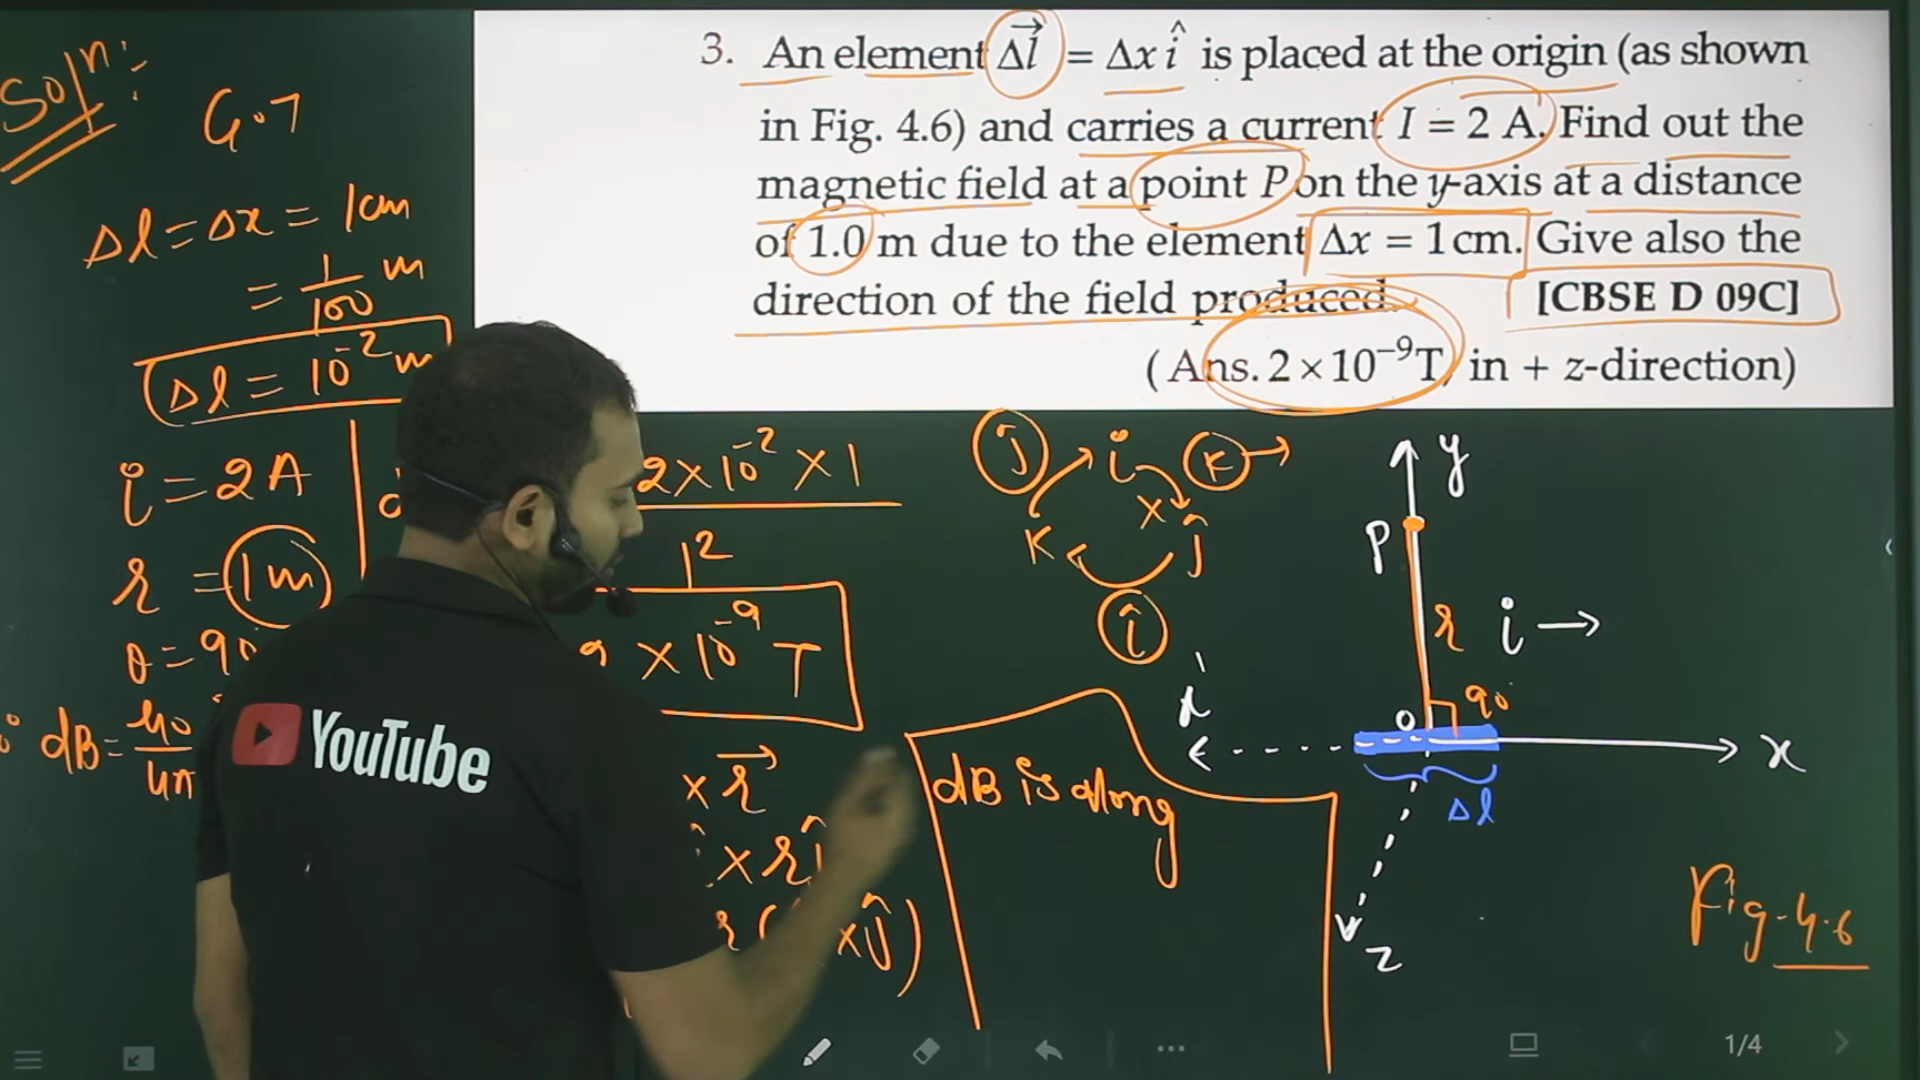 3. An element Δl⃗ = Δx î is placed at the origin (as shown
in Fig. 4.6) and carries a current I = 2 A. Find out the
magnetic field at a point P on the y-axis at a distance
of 1.0 m due to the element Δx = 1 cm. Give also the
direction of the field produced.
[CBSE D 09C]
(Ans. 2 × 10⁻⁹ T, in + z-direction)
Soln:
G.7
Δl = Δx = 1cm
= 1/100 m
Δl = 10⁻² m
i = 2A
r = 1m
θ = 90
dB = μ0/4π
2×10⁻² × 1
1²
× 10⁻⁹ T
× r⃗
× r ĵ
r ( × ĵ )
ĵ i k̂
x
k ĵ
î
dB is along
y
P
r i →
90
O
x' x
Δl
z
Fig-4.6
YouTube
1/4